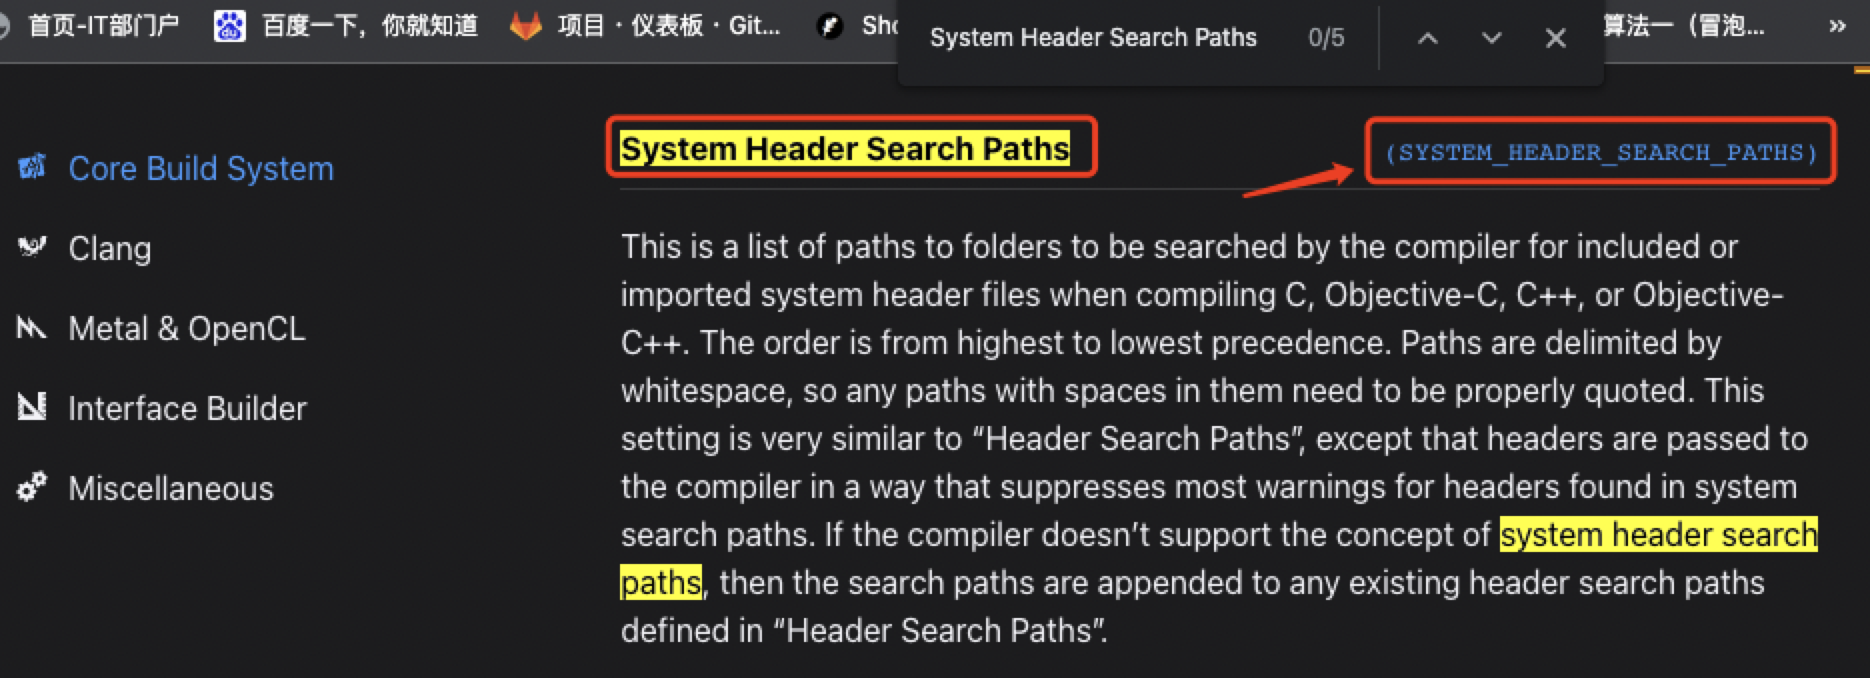 首页-IT部门户 百度一下，你就知道 项目 · 仪表板 · Git... 算法一（冒泡... »
System Header Search Paths 0/5
System Header Search Paths (SYSTEM_HEADER_SEARCH_PATHS)
Core Build System
Clang
Metal & OpenCL
Interface Builder
Miscellaneous
This is a list of paths to folders to be searched by the compiler for included or
imported system header files when compiling C, Objective-C, C++, or Objective-
C++. The order is from highest to lowest precedence. Paths are delimited by
whitespace, so any paths with spaces in them need to be properly quoted. This
setting is very similar to “Header Search Paths”, except that headers are passed to
the compiler in a way that suppresses most warnings for headers found in system
search paths. If the compiler doesn’t support the concept of system header search
paths, then the search paths are appended to any existing header search paths
defined in “Header Search Paths”.